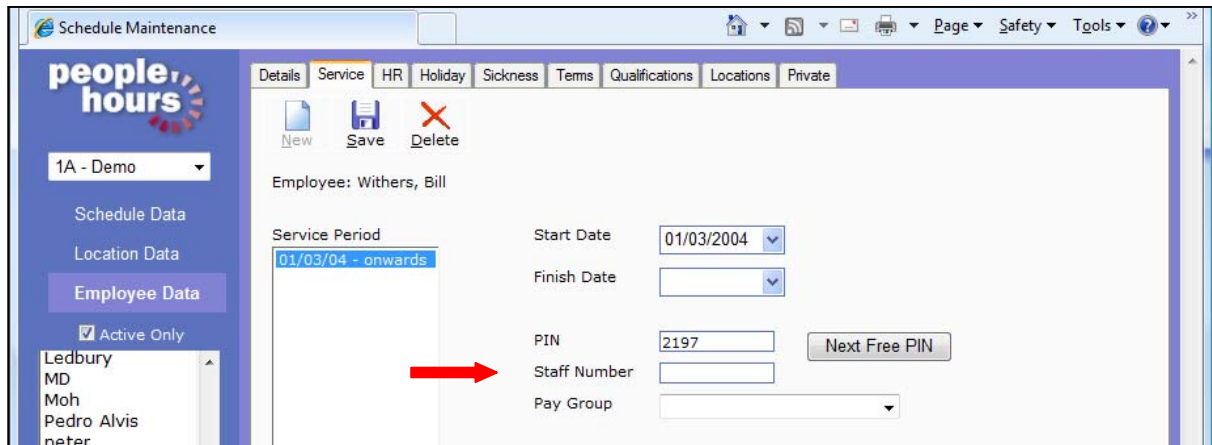 Schedule Maintenance
Page Safety Tools »
people
hours
1A - Demo
Schedule Data
Location Data
Employee Data
Active Only
Ledbury
MD
Moh
Pedro Alvis
peter
Details Service HR Holiday Sickness Terms Qualifications Locations Private
New Save Delete
Employee: Withers, Bill
Service Period
01/03/04 - onwards
Start Date 01/03/2004
Finish Date
PIN 2197 Next Free PIN
Staff Number
Pay Group